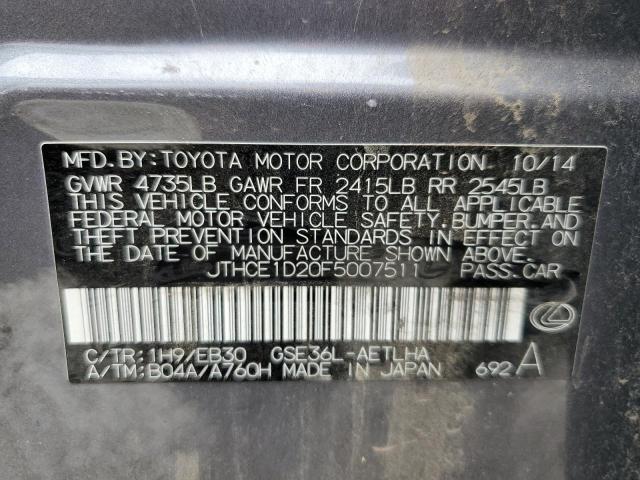 MFD. BY: TOYOTA MOTOR CORPORATION 10/14
GVWR 4735LB GAWR FR 2415LB RR 2545LB
THIS VEHICLE CONFORMS TO ALL APPLICABLE
FEDERAL MOTOR VEHICLE SAFETY, BUMPER, AND
THEFT PREVENTION STANDARDS IN EFFECT ON
THE DATE OF MANUFACTURE SHOWN ABOVE.
JTHCE1D20F5007511 PASS. CAR
C/TR: 1H9/EB30 GSE36L-AETLHA
A/TM: B04A/A760H MADE IN JAPAN 692 A